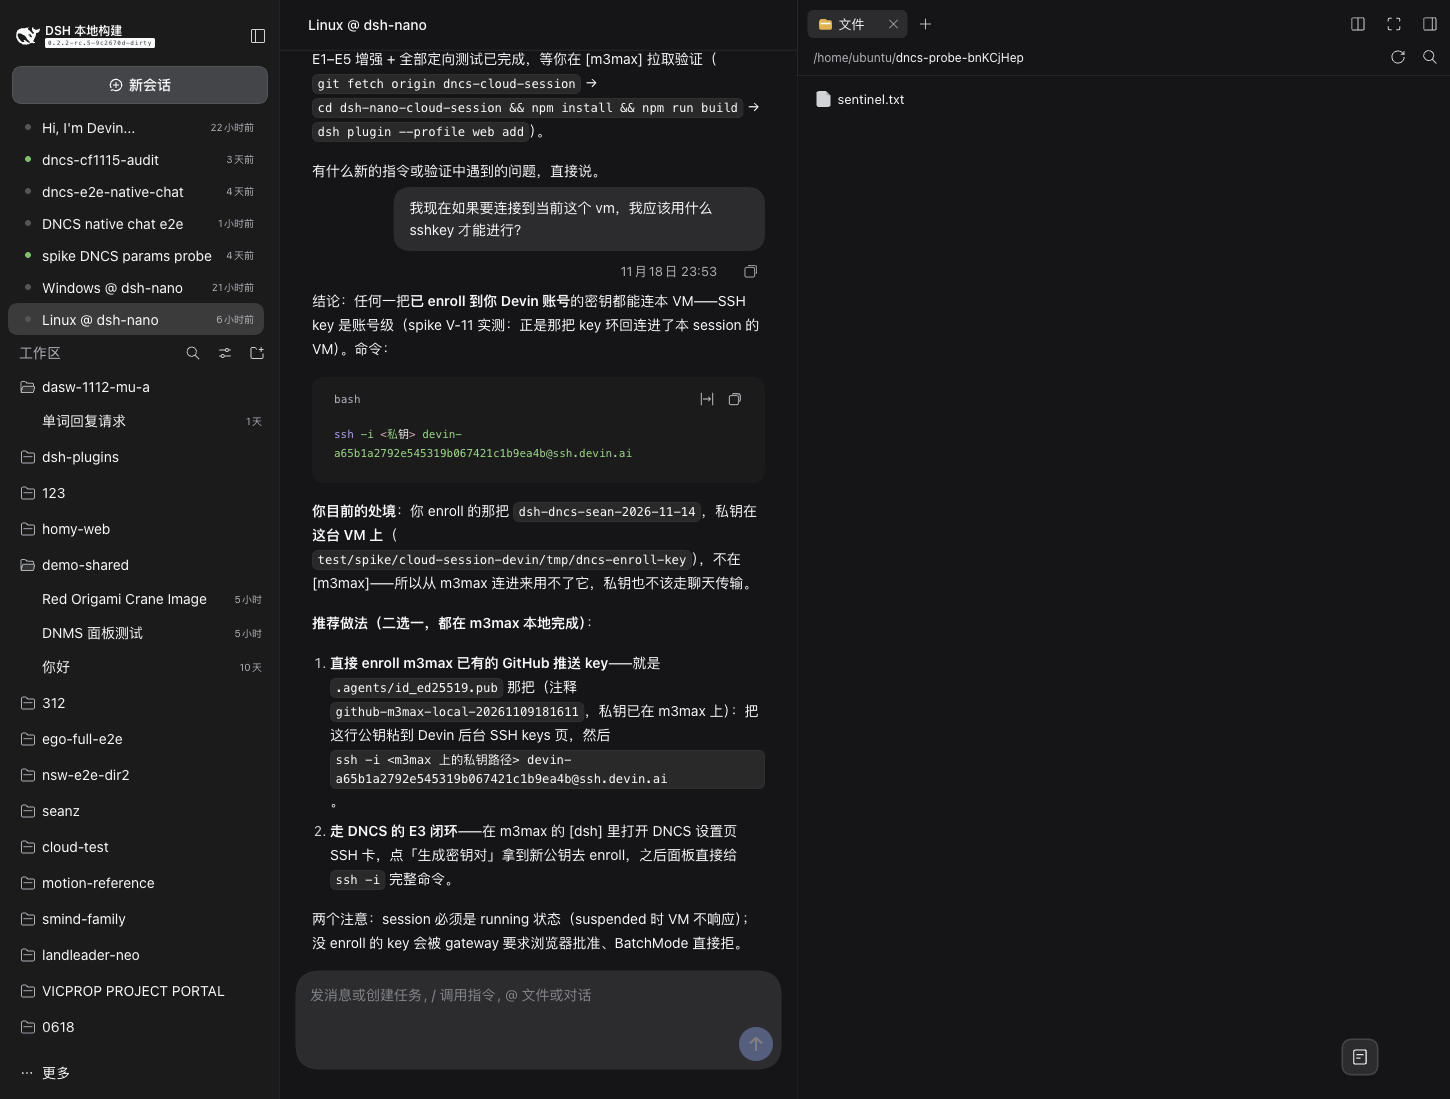 DSH 本地构建
0.2.2-rc.5-9c2670d-dirty
新会话
Hi, I'm Devin... 22小时前
dncs-cf1115-audit 3天前
dncs-e2e-native-chat 4天前
DNCS native chat e2e 1小时前
spike DNCS params probe 4天前
Windows @ dsh-nano 21小时前
Linux @ dsh-nano 6小时前
工作区
dasw-1112-mu-a
单词回复请求 1天
dsh-plugins
123
homy-web
demo-shared
Red Origami Crane Image 5小时
DNMS 面板测试 5小时
你好 10天
312
ego-full-e2e
nsw-e2e-dir2
seanz
cloud-test
motion-reference
smind-family
landleader-neo
VICPROP PROJECT PORTAL
0618
··· 更多
Linux @ dsh-nano
E1–E5 增强 + 全部定向测试已完成，等你在 [m3max] 拉取验证（
git fetch origin dncs-cloud-session →
cd dsh-nano-cloud-session && npm install && npm run build →
dsh plugin --profile web add）。
有什么新的指令或验证中遇到的问题，直接说。
我现在如果要连接到当前这个 vm，我应该用什么
sshkey 才能进行?
11月18日 23:53
结论：任何一把已 enroll 到你 Devin 账号的密钥都能连本 VM——SSH
key 是账号级（spike V-11 实测：正是那把 key 环回连进了本 session 的
VM）。命令：
bash
ssh -i <私钥> devin-
a65b1a2792e545319b067421c1b9ea4b@ssh.devin.ai
你目前的处境：你 enroll 的那把 dsh-dncs-sean-2026-11-14，私钥在
这台 VM 上（
test/spike/cloud-session-devin/tmp/dncs-enroll-key），不在
[m3max]——所以从 m3max 连进来用不了它，私钥也不该走聊天传输。
推荐做法（二选一，都在 m3max 本地完成）：
1. 直接 enroll m3max 已有的 GitHub 推送 key——就是
.agents/id_ed25519.pub 那把（注释
github-m3max-local-20261109181611，私钥已在 m3max 上）：把
这行公钥粘到 Devin 后台 SSH keys 页，然后
ssh -i <m3max 上的私钥路径> devin-
a65b1a2792e545319b067421c1b9ea4b@ssh.devin.ai
。
2. 走 DNCS 的 E3 闭环——在 m3max 的 [dsh] 里打开 DNCS 设置页
SSH 卡，点「生成密钥对」拿到新公钥去 enroll，之后面板直接给
ssh -i 完整命令。
两个注意：session 必须是 running 状态（suspended 时 VM 不响应）；
没 enroll 的 key 会被 gateway 要求浏览器批准、BatchMode 直接拒。
发消息或创建任务, / 调用指令, @ 文件或对话
文件
/home/ubuntu/dncs-probe-bnKCjHep
sentinel.txt